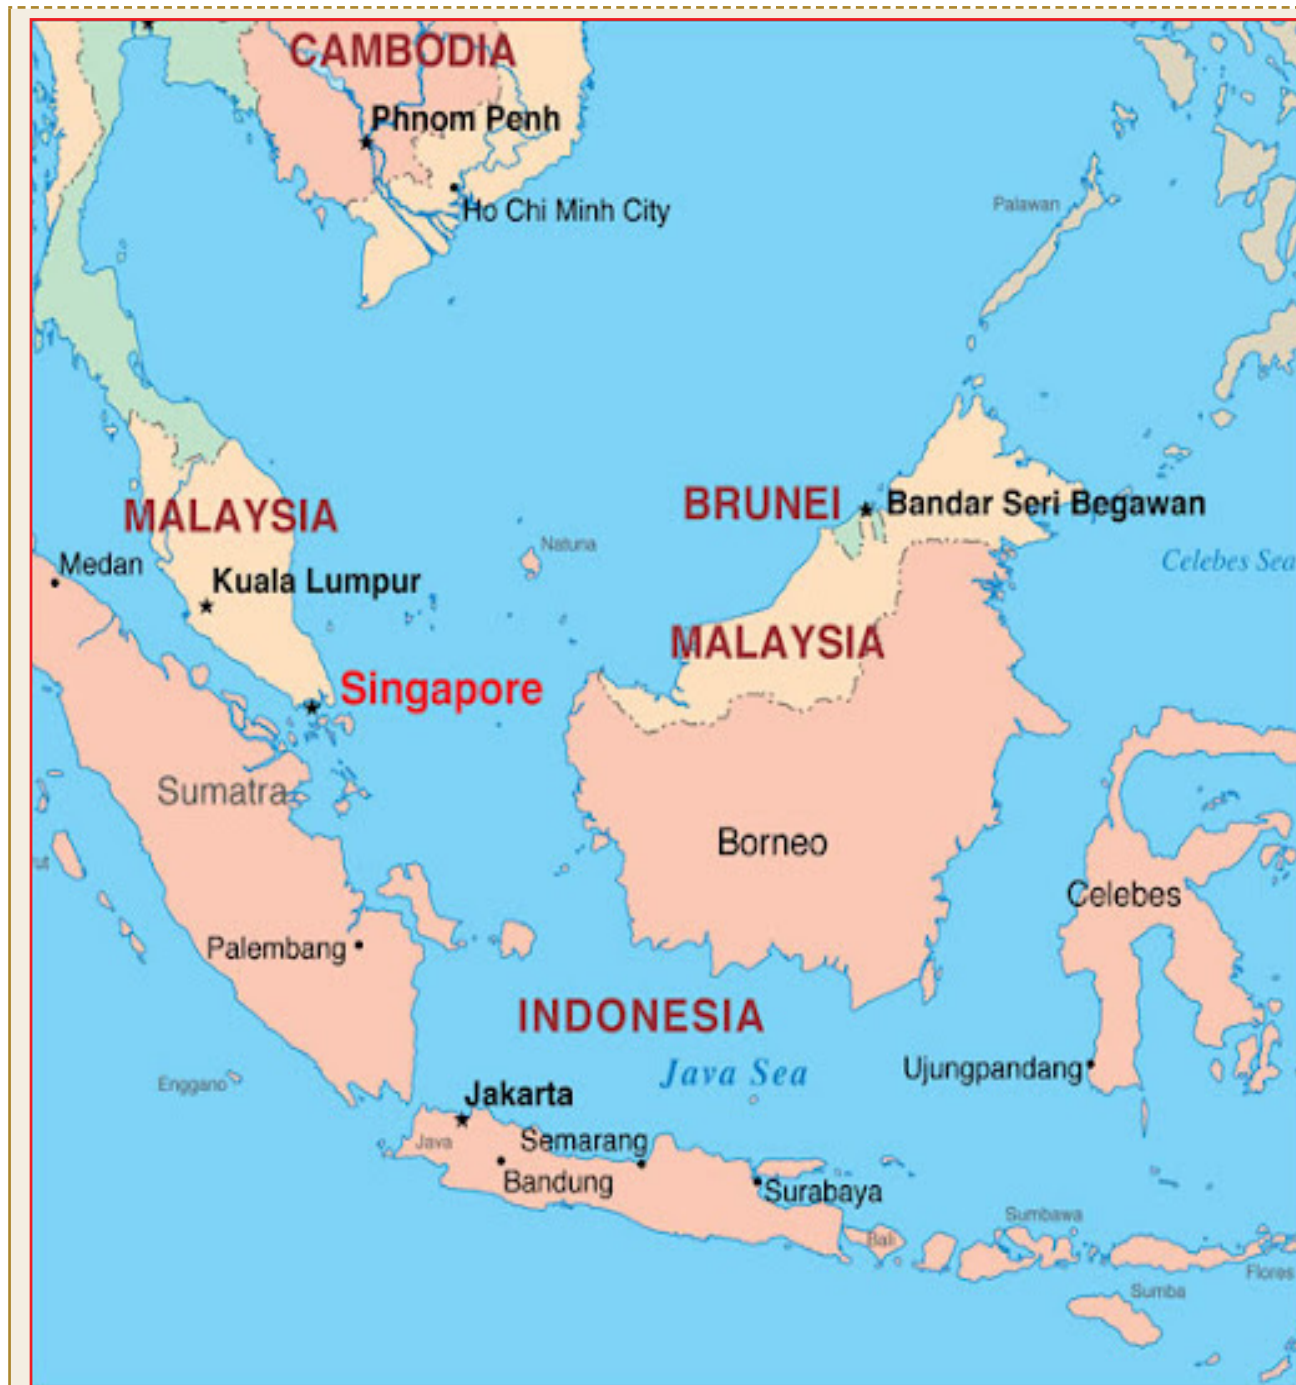 CAMBODIA
Phnom Penh
Ho Chi Minh City
Palawan
MALAYSIA
BRUNEI
Bandar Seri Begawan
Natuna
Celebes Sea
Medan
Kuala Lumpur
MALAYSIA
Singapore
Sumatra
Borneo
Celebes
Palembang
INDONESIA
Java Sea
Ujungpandang
Enggano
Jakarta
Java
Semarang
Bandung
Surabaya
Bali
Sumbawa
Flores
Sumba